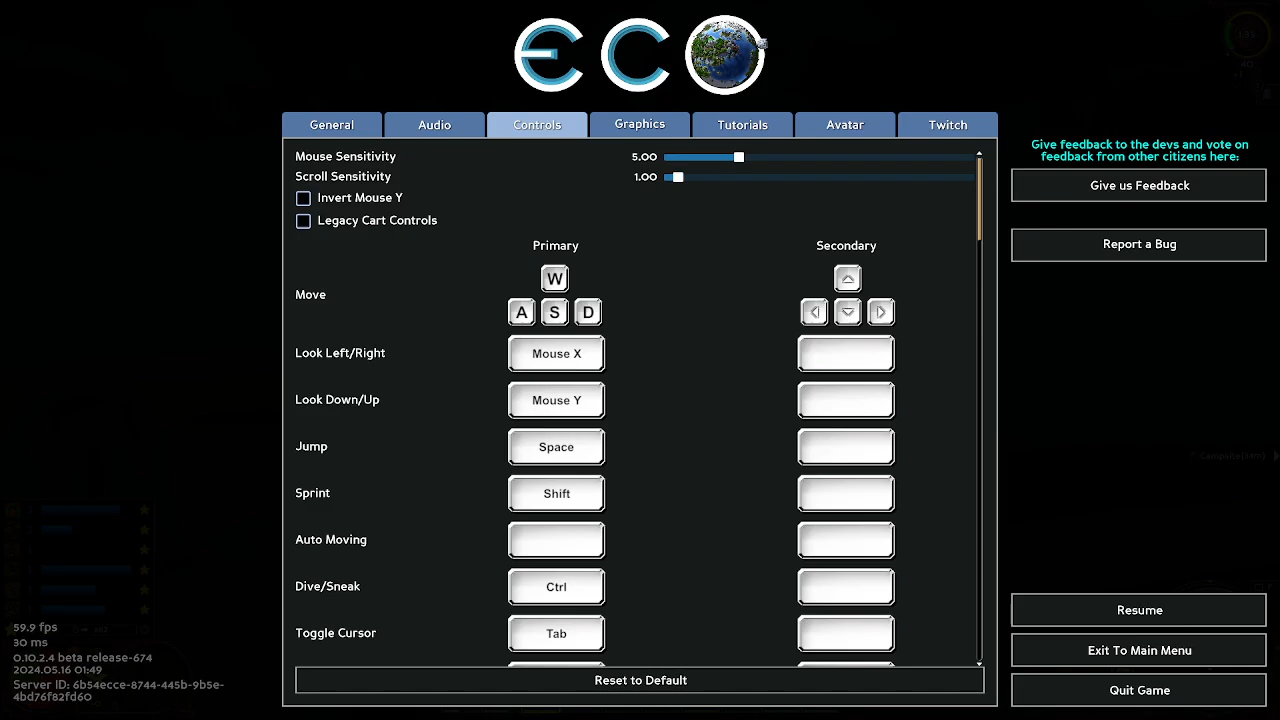 ECO
General Audio Controls Graphics Tutorials Avatar Twitch
Mouse Sensitivity 5.00
Scroll Sensitivity 1.00
Invert Mouse Y
Legacy Cart Controls
Primary Secondary
Move W
A S D
Look Left/Right Mouse X
Look Down/Up Mouse Y
Jump Space
Sprint Shift
Auto Moving
Dive/Sneak Ctrl
Toggle Cursor Tab
Reset to Default
Give feedback to the devs and vote on
feedback from other citizens here:
Give us Feedback
Report a Bug
Resume
Exit To Main Menu
Quit Game
59.9 fps
30 ms
0.10.2.4 beta release-674
2024.05.16 01:49
Server ID: 6b54ecce-8744-445b-9b5e-
4bd76f82fd60